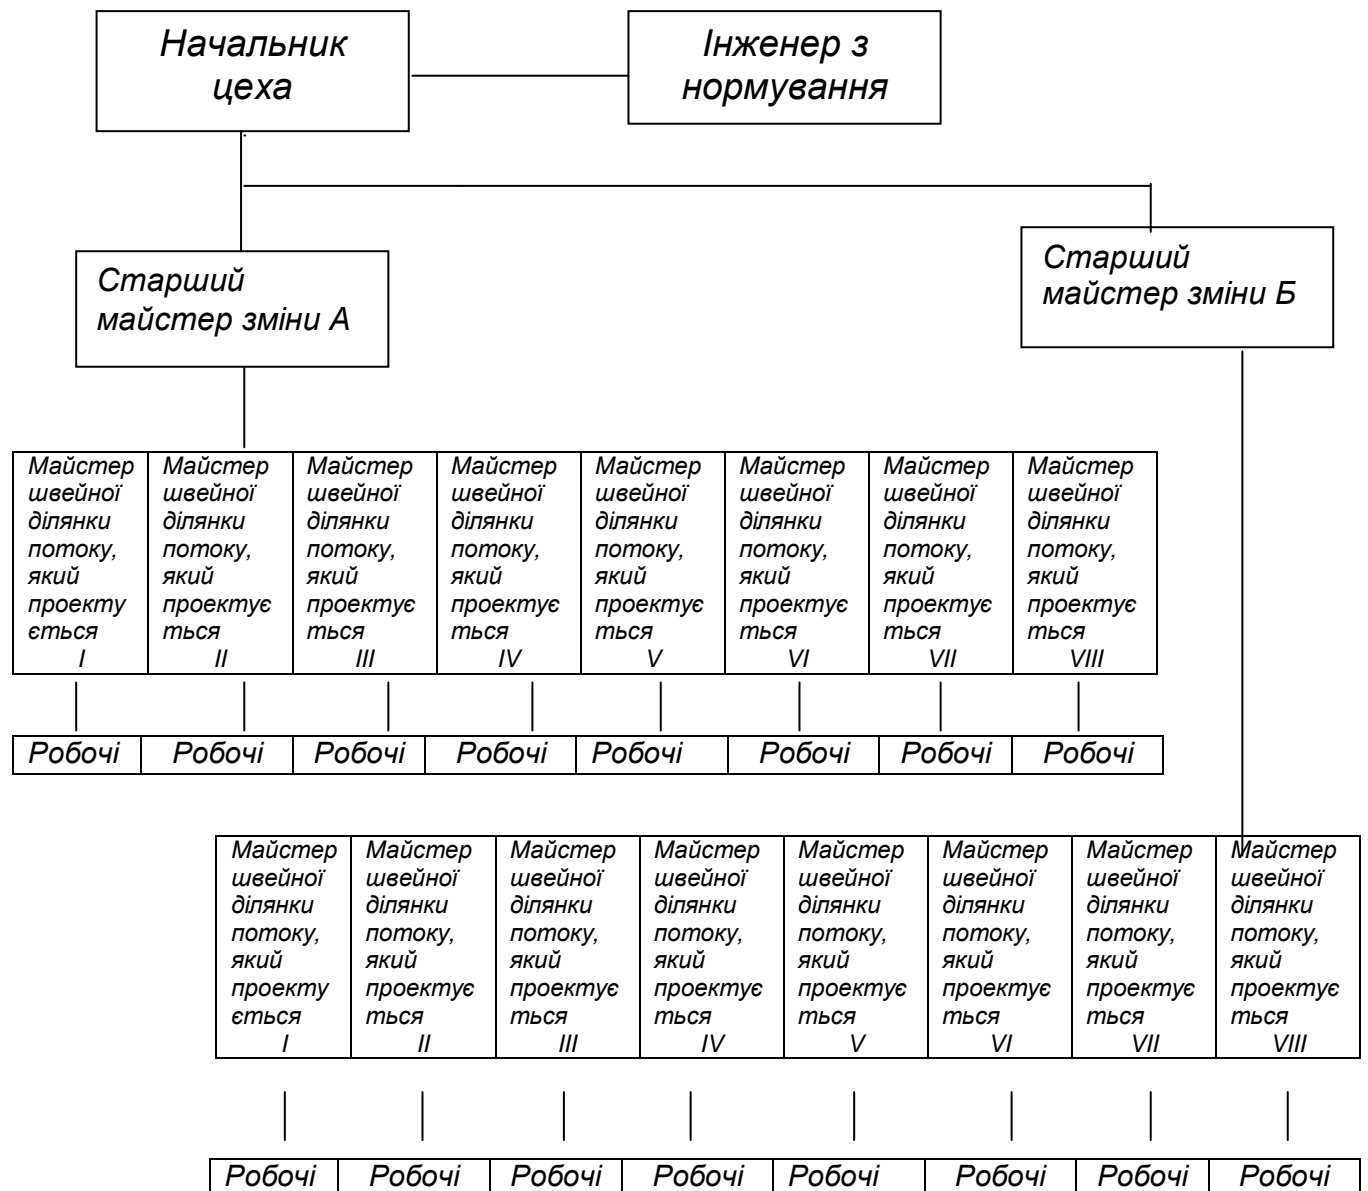 Начальник
цеха
Інженер з
нормування
Старший
майстер зміни А
Старший
майстер зміни Б
Майстер
швейної
ділянки
потоку,
який
проекту
ється
I
Майстер
швейної
ділянки
потоку,
який
проектує
ться
II
Майстер
швейної
ділянки
потоку,
який
проектує
ться
III
Майстер
швейної
ділянки
потоку,
який
проектує
ться
IV
Майстер
швейної
ділянки
потоку,
який
проектує
ться
V
Майстер
швейної
ділянки
потоку,
який
проектує
ться
VI
Майстер
швейної
ділянки
потоку,
який
проектує
ться
VII
Майстер
швейної
ділянки
потоку,
який
проектує
ться
VIII
Робочі
Робочі
Робочі
Робочі
Робочі
Робочі
Робочі
Робочі
Майстер
швейної
ділянки
потоку,
який
проекту
ється
I
Майстер
швейної
ділянки
потоку,
який
проектує
ться
II
Майстер
швейної
ділянки
потоку,
який
проектує
ться
III
Майстер
швейної
ділянки
потоку,
який
проектує
ться
IV
Майстер
швейної
ділянки
потоку,
який
проектує
ться
V
Майстер
швейної
ділянки
потоку,
який
проектує
ться
VI
Майстер
швейної
ділянки
потоку,
який
проектує
ться
VII
Майстер
швейної
ділянки
потоку,
який
проектує
ться
VIII
Робочі
Робочі
Робочі
Робочі
Робочі
Робочі
Робочі
Робочі